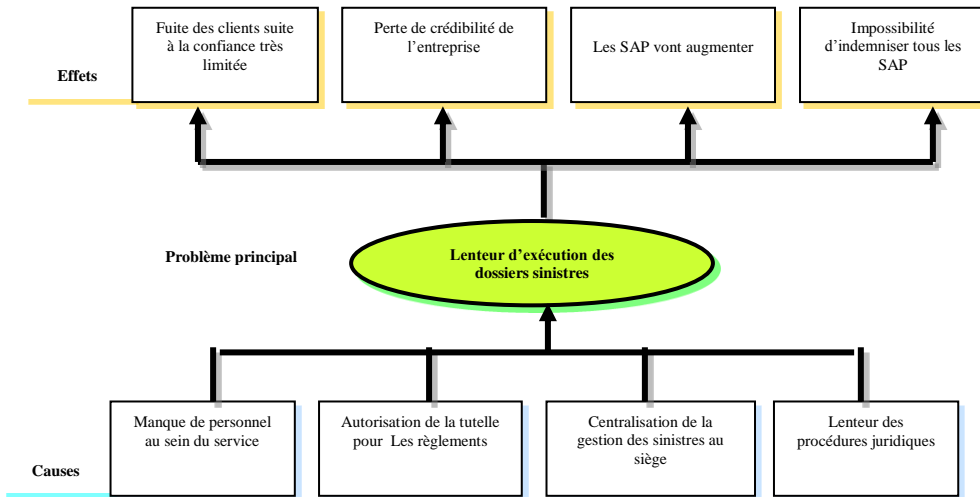 Fuite des clients suite
à la confiance très
limitée
Perte de crédibilité de
l’entreprise
Les SAP vont augmenter
Impossibilité
d’indemniser tous les
SAP
Effets
Problème principal
Lenteur d’exécution des
dossiers sinistres
Manque de personnel
au sein du service
Autorisation de la tutelle
pour Les règlements
Centralisation de la
gestion des sinistres au
siège
Lenteur des
procédures juridiques
Causes